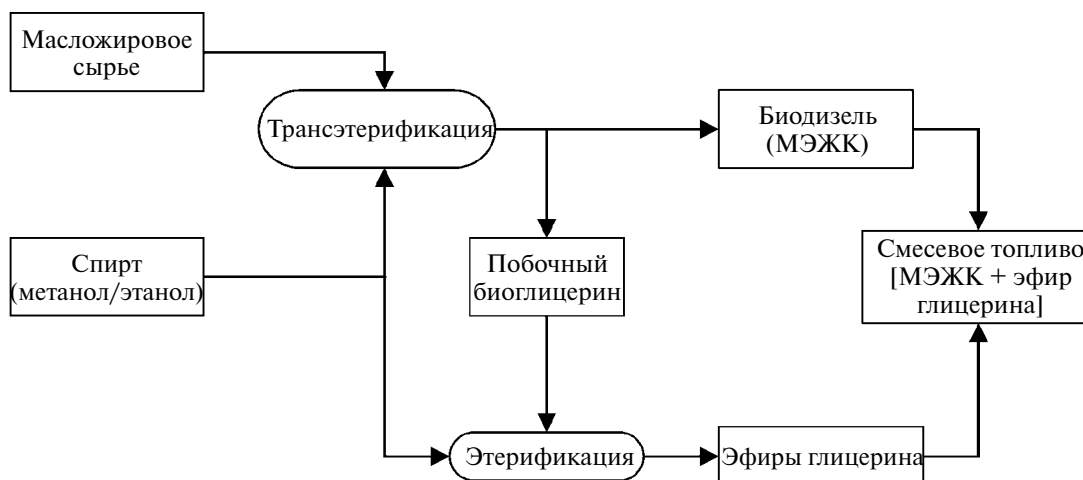 Масложировое
сырье
Трансэтерификация
Биодизель
(МЭЖК)
Спирт
(метанол/этанол)
Побочный
биоглицерин
Смесевое топливо
[МЭЖК + эфир
глицерина]
Этерификация
Эфиры глицерина